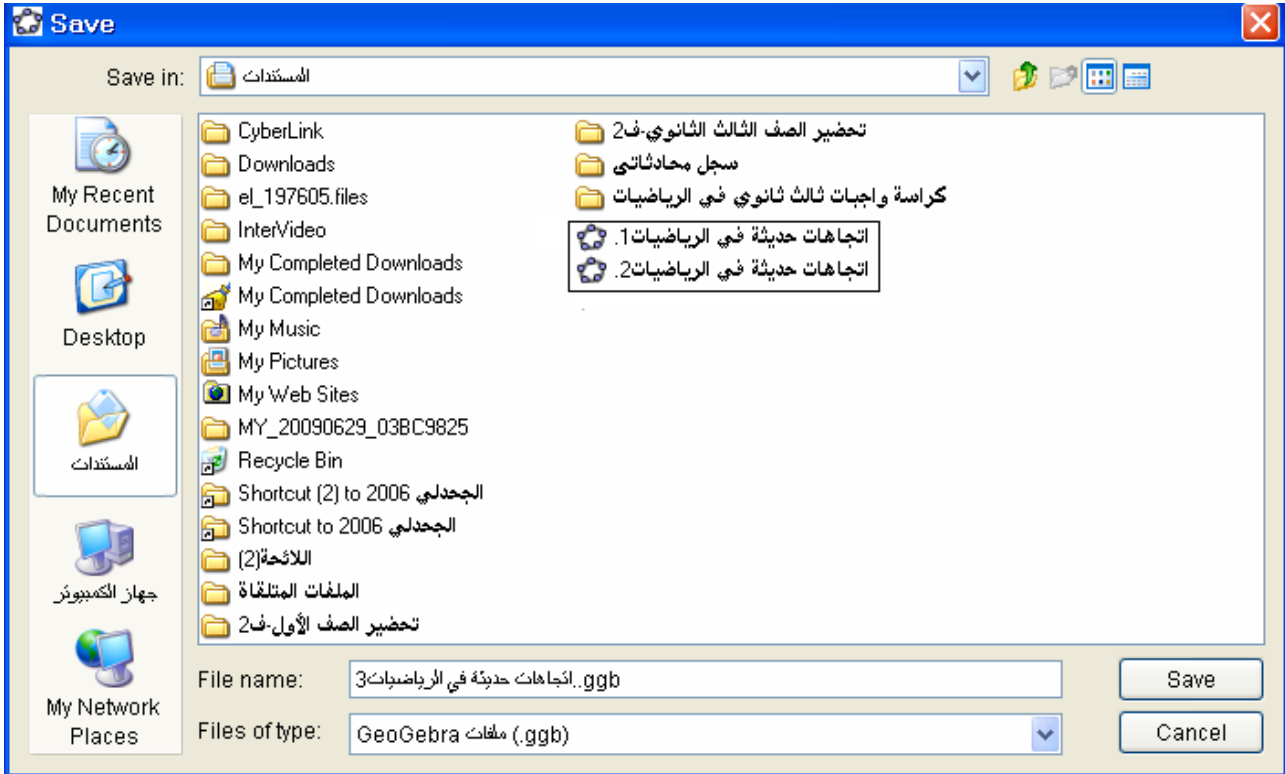 Save
Save in: المستندات
My Recent
Documents
Desktop
المستندات
جهاز الكمبيوتر
My Network
Places
CyberLink
Downloads
el_197605.files
InterVideo
My Completed Downloads
My Completed Downloads
My Music
My Pictures
My Web Sites
MY_20090629_03BC9825
Recycle Bin
Shortcut (2) to 2006 الجحدلي
Shortcut to 2006 الجحدلي
اللائحة(2)
الملفات المتلقاة
تحضير الصف الأول-ف2
تحضير الصف الثالث الثانوي-ف2
سجل محادثاتي
كراسة واجبات ثالث ثانوي في الرياضيات
اتجاهات حديثة في الرياضيات1.
اتجاهات حديثة في الرياضيات2.
File name: اتجاهات حديثة في الرياضيات3..ggb
Save
Files of type: GeoGebra ملفات (.ggb)
Cancel